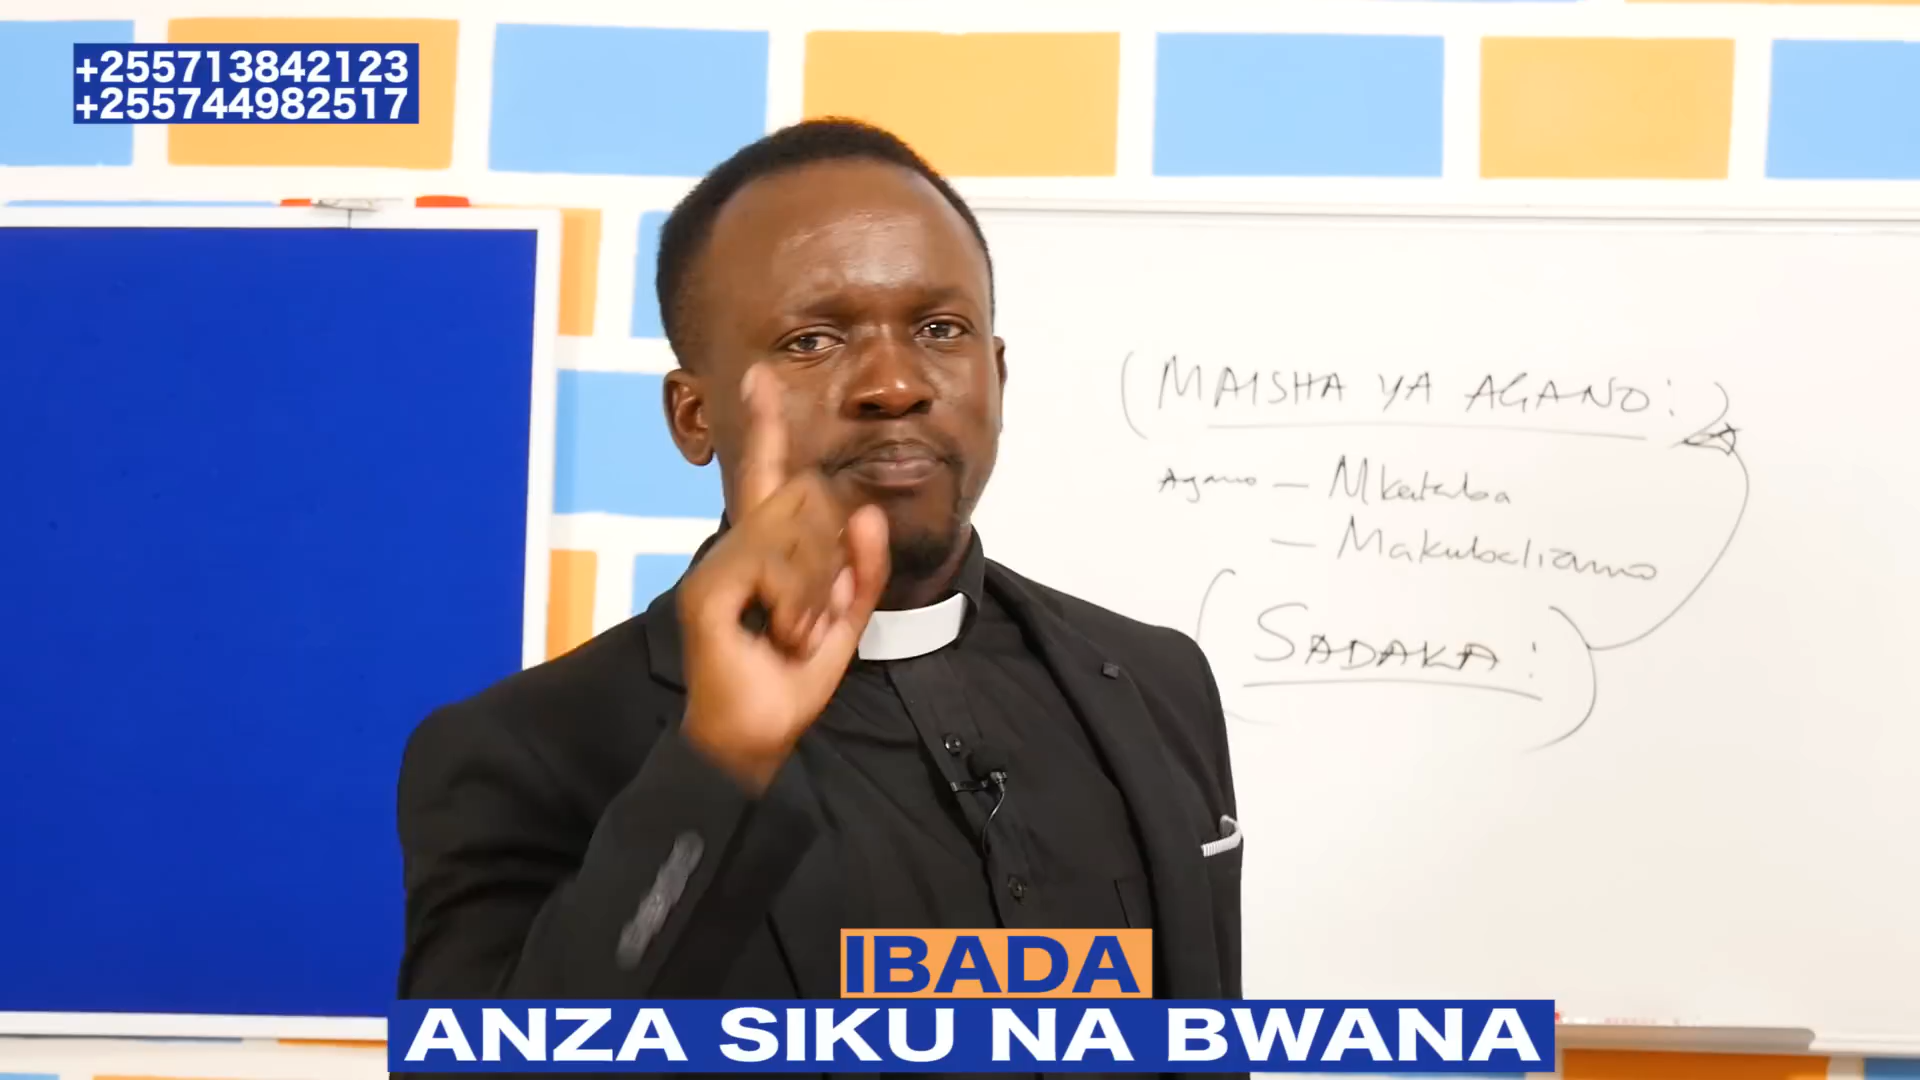 +255713842123
+255744982517
(MAISHA YA AGANO:)
Agano — Mkataba
— Makubaliano
(SADAKA:)
IBADA
ANZA SIKU NA BWANA